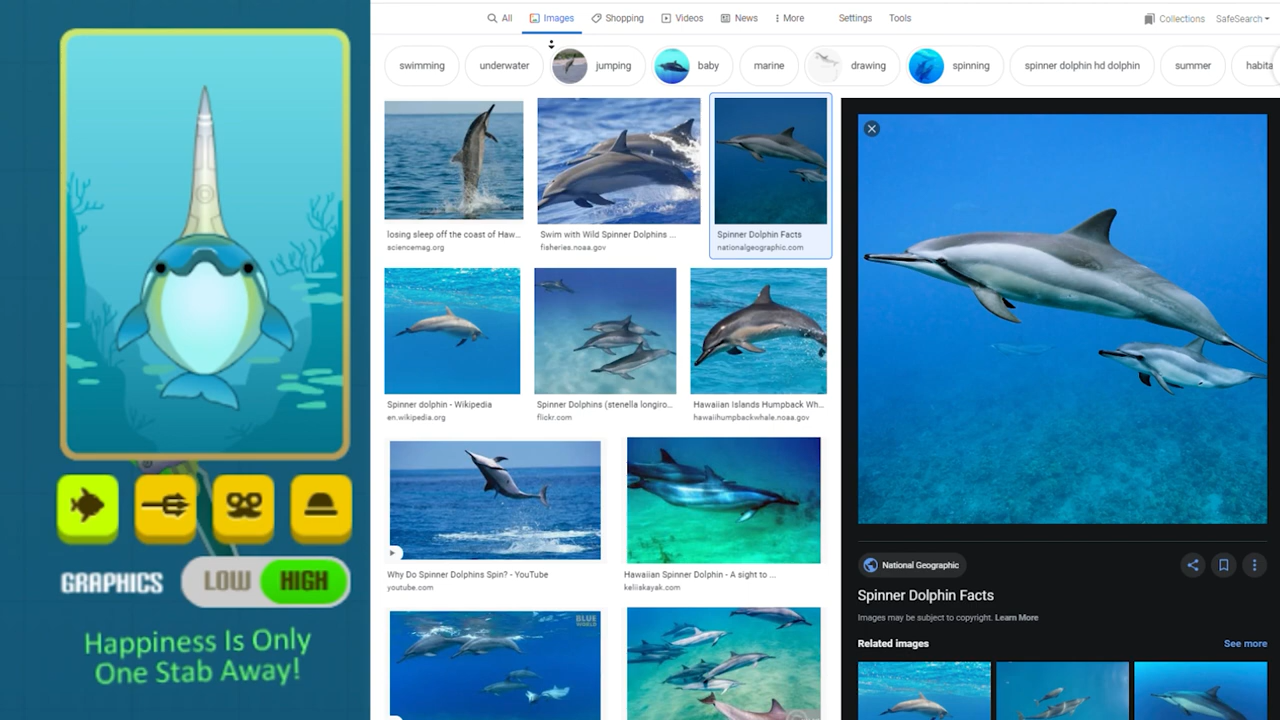 GRAPHICS
LOW
HIGH
Happiness Is Only
One Stab Away!
All
Images
Shopping
Videos
News
More
Settings
Tools
Collections
SafeSearch
swimming
underwater
jumping
baby
marine
drawing
spinning
spinner dolphin hd dolphin
summer
habita
losing sleep off the coast of Haw...
sciencemag.org
Swim with Wild Spinner Dolphins ...
fisheries.noaa.gov
Spinner Dolphin Facts
nationalgeographic.com
Spinner dolphin - Wikipedia
en.wikipedia.org
Spinner Dolphins (stenella longiro...
flickr.com
Hawaiian Islands Humpback Wh...
hawaiihumpbackwhale.noaa.gov
Why Do Spinner Dolphins Spin? - YouTube
youtube.com
Hawaiian Spinner Dolphin - A sight to ...
keliiskayak.com
BLUE
WORLD
National Geographic
Spinner Dolphin Facts
Images may be subject to copyright. Learn More
Related images
See more